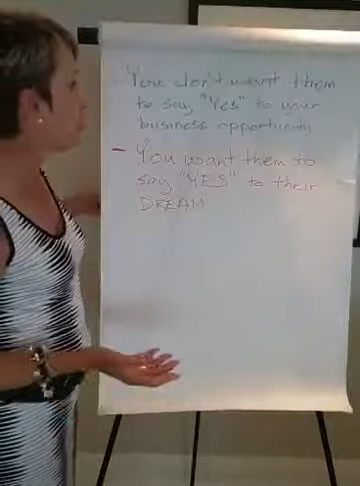 You don't want them
to say "Yes" to your
business opportunity
- You want them to
say "YES" to their
DREAM